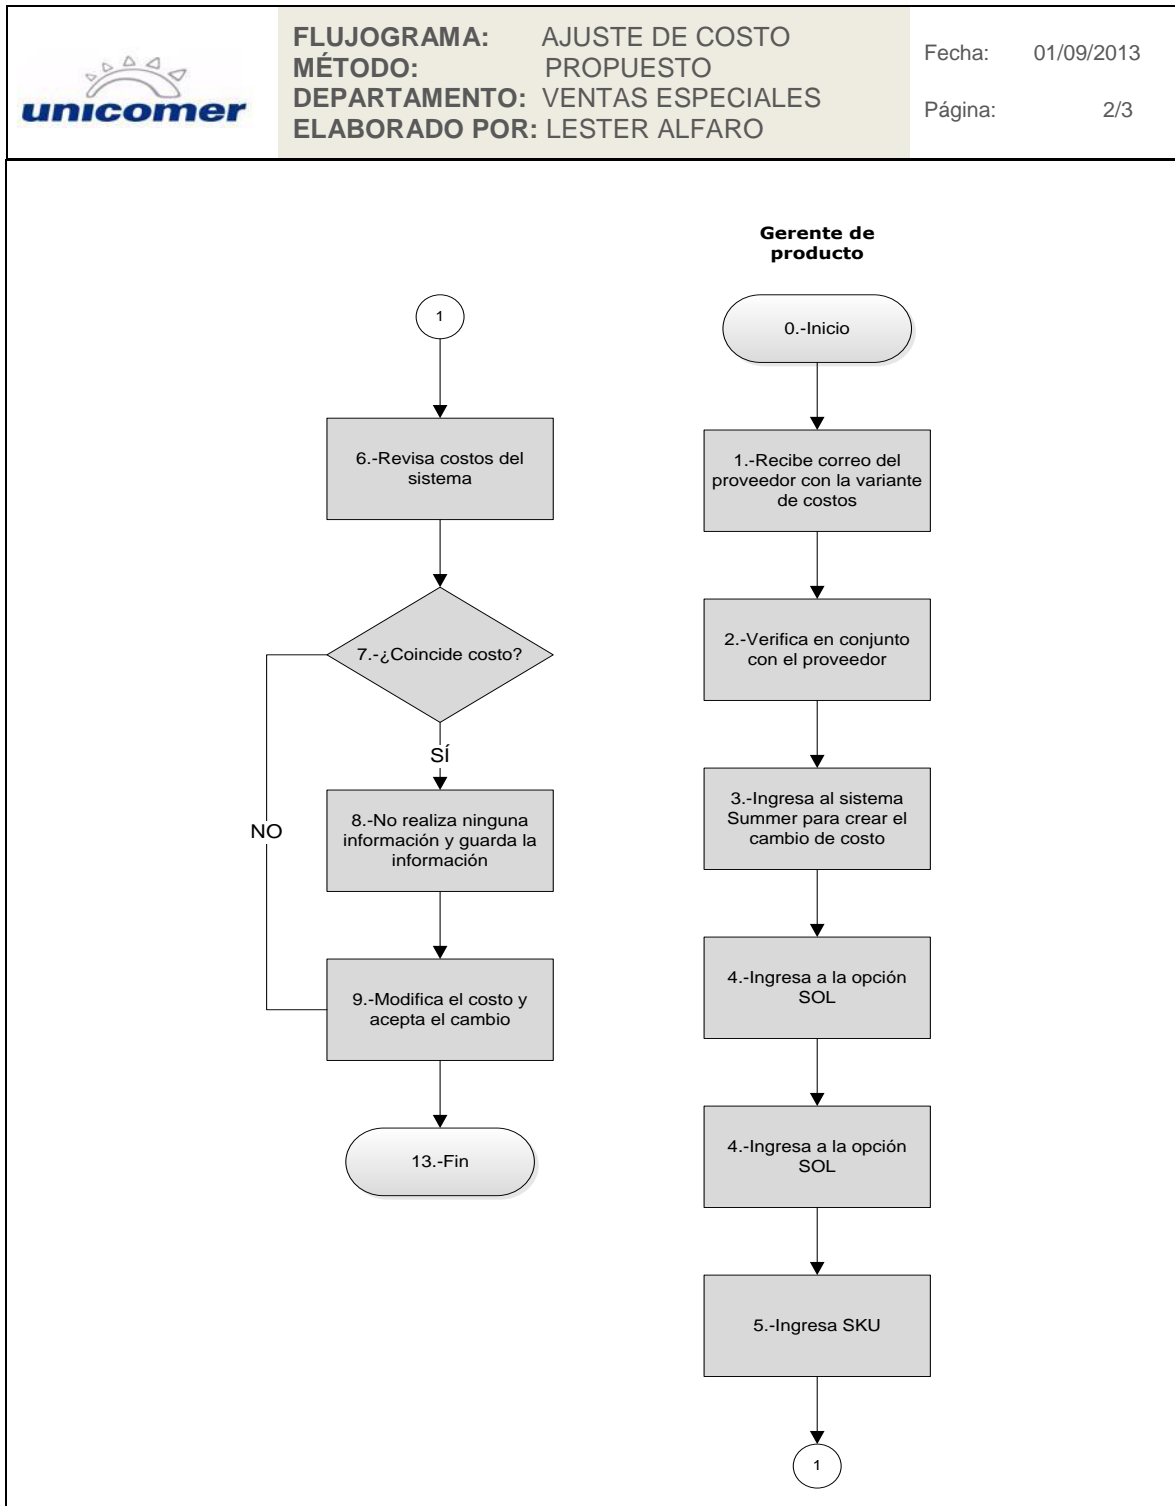 unicomer
FLUJOGRAMA: AJUSTE DE COSTO
MÉTODO: PROPUESTO
DEPARTAMENTO: VENTAS ESPECIALES
ELABORADO POR: LESTER ALFARO
Fecha: 01/09/2013
Página: 2/3
Gerente de
producto
0.-Inicio
1.-Recibe correo del
proveedor con la variante
de costos
2.-Verifica en conjunto
con el proveedor
3.-Ingresa al sistema
Summer para crear el
cambio de costo
4.-Ingresa a la opción
SOL
4.-Ingresa a la opción
SOL
5.-Ingresa SKU
1
1
6.-Revisa costos del
sistema
7.-¿Coincide costo?
SÍ
NO
8.-No realiza ninguna
información y guarda la
información
9.-Modifica el costo y
acepta el cambio
13.-Fin